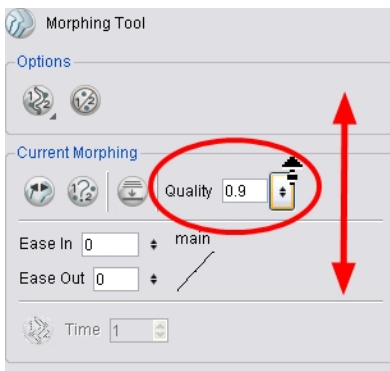 Morphing Tool
Options
Current Morphing
Quality 0.9
Ease In 0
main
Ease Out 0
Time 1